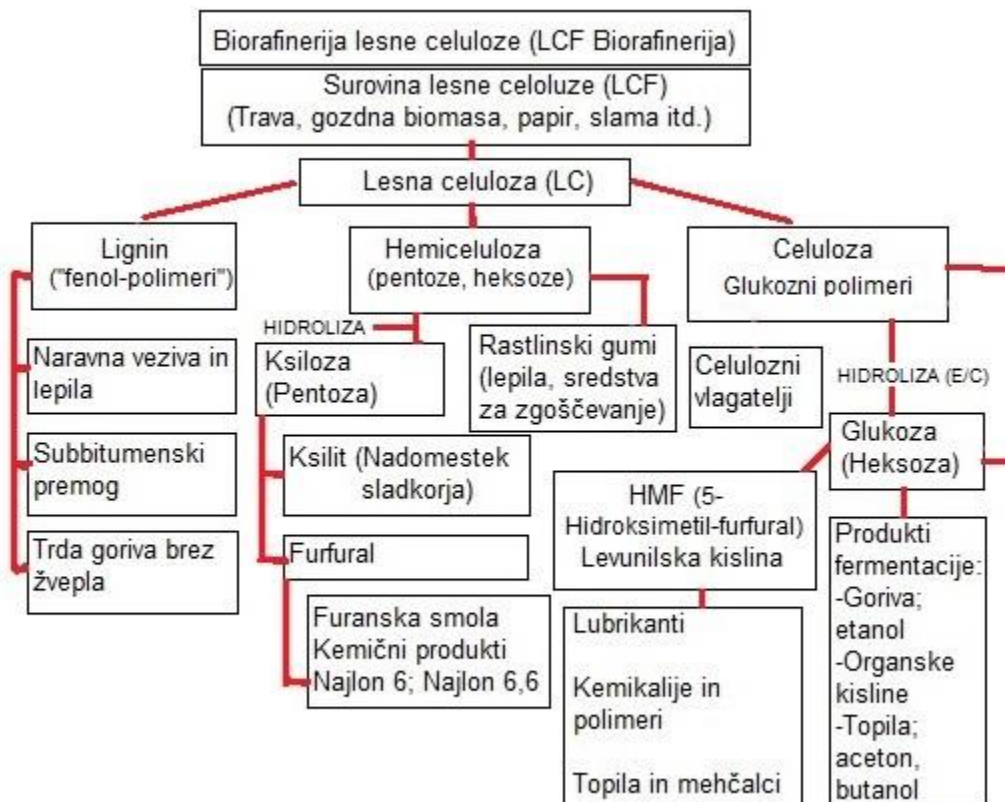 Biorafinerija lesne celuloze (LCF Biorafinerija)
Surovina lesne celoluze (LCF)
(Trava, gozdna biomasa, papir, slama itd.)
Lesna celuloza (LC)
Lignin
("fenol-polimeri")
Naravna veziva in
lepila
Subbitumenski
premog
Trda goriva brez
žvepla
Hemiceluloza
(pentoze, heksoze)
HIDROLIZA
Ksiloza
(Pentoza)
Rastlinski gumi
(lepila, sredstva
za zgoščevanje)
Ksilit (Nadomestek
sladkorja)
Furfural
Furanska smola
Kemični produkti
Najlon 6; Najlon 6,6
Celuloza
Glukozni polimeri
Celulozni
vlagatelji
HIDROLIZA (E/C)
Glukoza
(Heksoza)
HMF (5-
Hidroksimetil-furfural)
Levunilska kislina
Lubrikanti
Kemikalije in
polimeri
Topila in mehčalci
Produkti
fermentacije:
-Goriva;
etanol
-Organske
kisline
-Topila;
aceton,
butanol